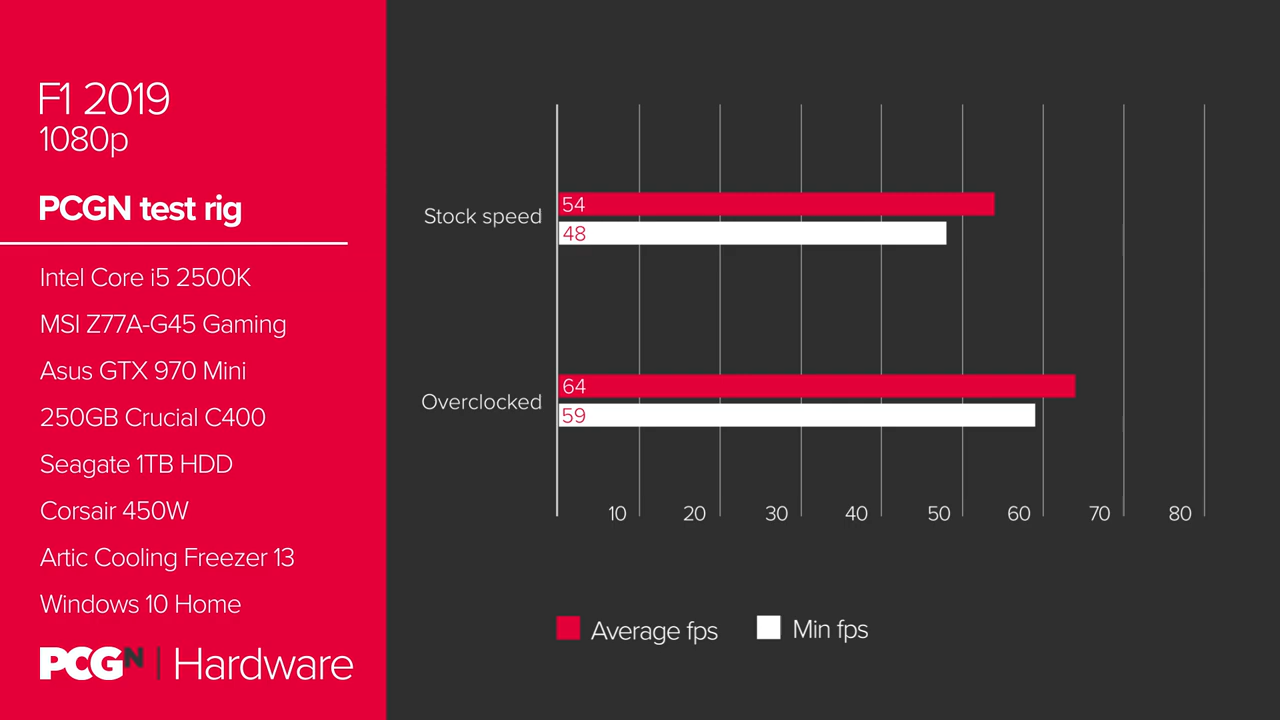 F1 2019
1080p
PCGN test rig
Intel Core i5 2500K
MSI Z77A-G45 Gaming
Asus GTX 970 Mini
250GB Crucial C400
Seagate 1TB HDD
Corsair 450W
Artic Cooling Freezer 13
Windows 10 Home
PCGN | Hardware
Stock speed
54
48
Overclocked
64
59
10 20 30 40 50 60 70 80
Average fps Min fps